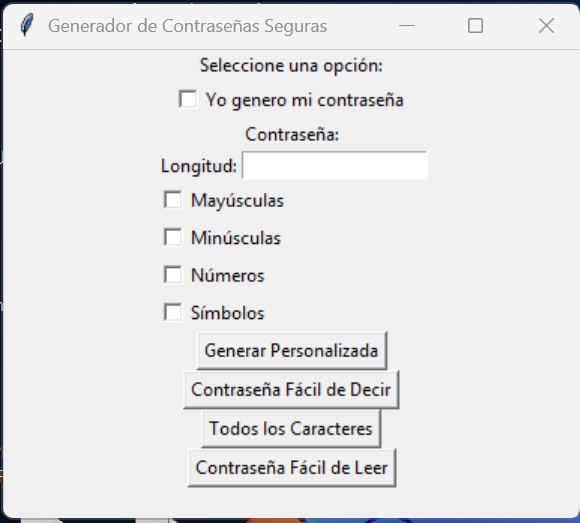 Generador de Contraseñas Seguras
Seleccione una opción:
Yo genero mi contraseña
Contraseña:
Longitud:
Mayúsculas
Minúsculas
Números
Símbolos
Generar Personalizada
Contraseña Fácil de Decir
Todos los Caracteres
Contraseña Fácil de Leer